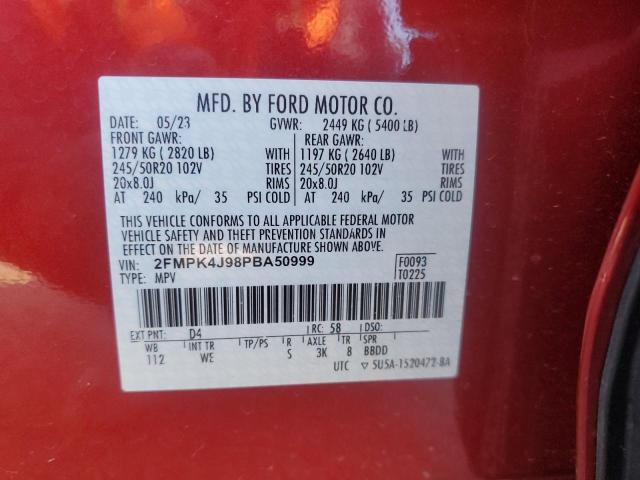 MFD. BY FORD MOTOR CO.
DATE: 05/23 GVWR: 2449 KG ( 5400 LB)
FRONT GAWR: REAR GAWR:
1279 KG ( 2820 LB) WITH 1197 KG ( 2640 LB) WITH
245/50R20 102V TIRES 245/50R20 102V TIRES
20x8.0J RIMS 20x8.0J RIMS
AT 240 kPa/ 35 PSI COLD AT 240 kPa/ 35 PSI COLD
THIS VEHICLE CONFORMS TO ALL APPLICABLE FEDERAL MOTOR
VEHICLE SAFETY AND THEFT PREVENTION STANDARDS IN
EFFECT ON THE DATE OF MANUFACTURE SHOWN ABOVE.
VIN: 2FMPK4J98PBA50999 F0093
TYPE: MPV T0225
EXT PNT: D4 RC: 58 DSO:
WB INT TR TP/PS R AXLE TR SPR
112 WE S 3K 8 BBDD
UTC ▽ 5U5A-1520472-BA